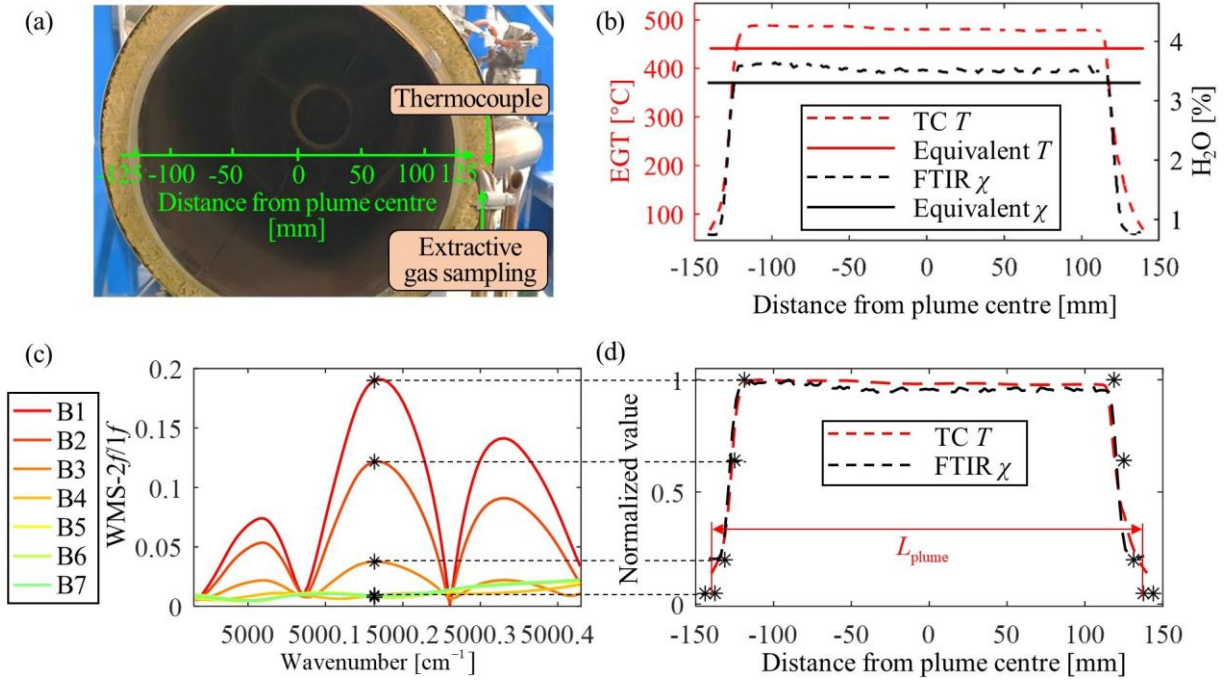 (a)
Thermocouple
-125 -100 -50 0 50 100 125
Distance from plume centre
[mm]
Extractive
gas sampling
(b)
500
400
300
200
100
EGT [°C]
4
3
2
1
H₂O [%]
TC T
Equivalent T
FTIR χ
Equivalent χ
-150 -100 -50 0 50 100 150
Distance from plume centre [mm]
(c)
B1
B2
B3
B4
B5
B6
B7
0.2
0.15
0.1
0.05
0
WMS-2f/1f
5000 5000.1 5000.2 5000.3 5000.4
Wavenumber [cm⁻¹]
(d)
1
0.5
0
Normalized value
TC T
FTIR χ
Lplume
-150 -100 -50 0 50 100 150
Distance from plume centre [mm]